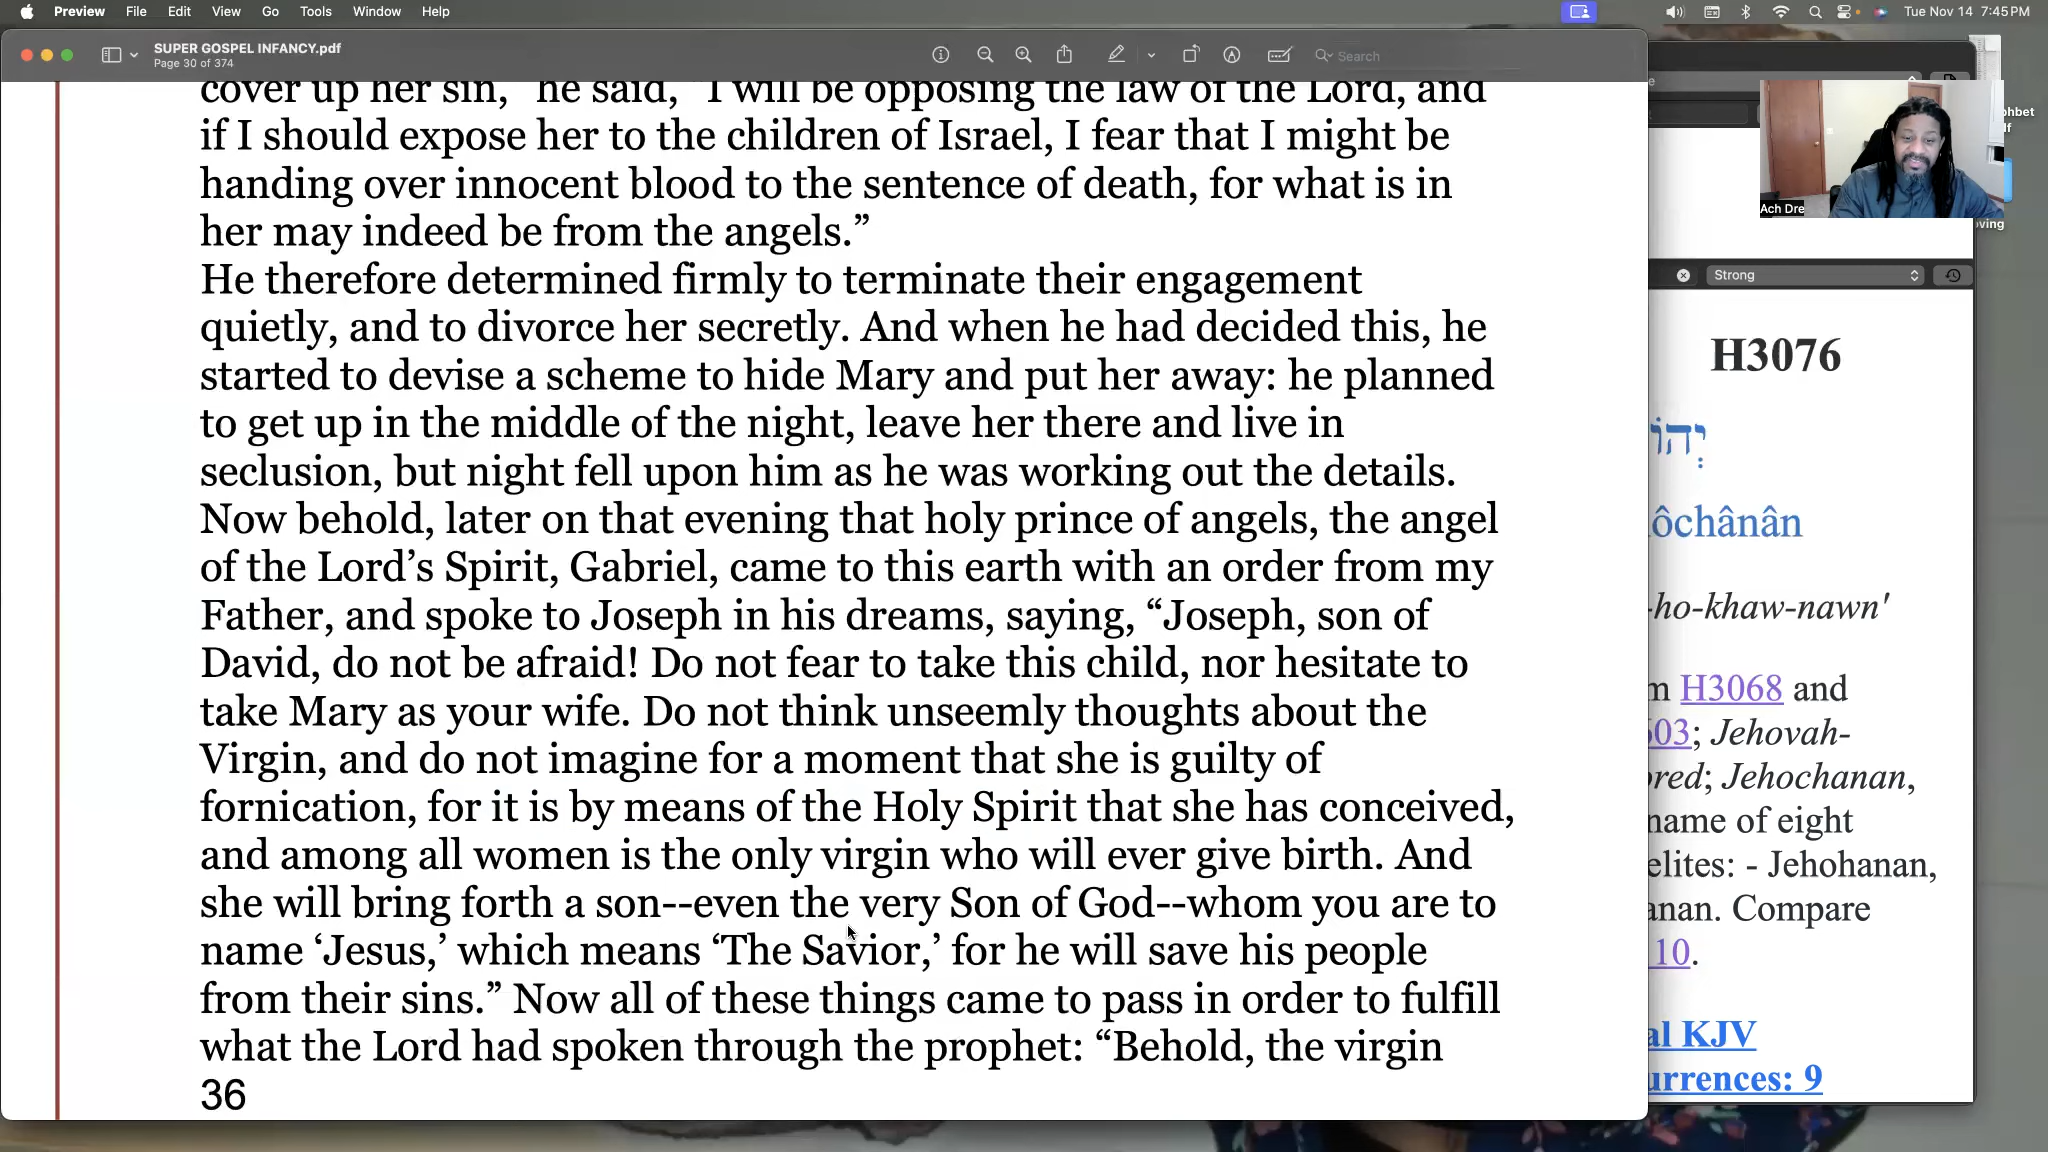 Preview File Edit View Go Tools Window Help
Tue Nov 14 7:45 PM
SUPER GOSPEL INFANCY.pdf
Page 30 of 374
Search
cover up her sin,” he said, “I will be opposing the law of the Lord, and
if I should expose her to the children of Israel, I fear that I might be
handing over innocent blood to the sentence of death, for what is in
her may indeed be from the angels.”
He therefore determined firmly to terminate their engagement
quietly, and to divorce her secretly. And when he had decided this, he
started to devise a scheme to hide Mary and put her away: he planned
to get up in the middle of the night, leave her there and live in
seclusion, but night fell upon him as he was working out the details.
Now behold, later on that evening that holy prince of angels, the angel
of the Lord’s Spirit, Gabriel, came to this earth with an order from my
Father, and spoke to Joseph in his dreams, saying, “Joseph, son of
David, do not be afraid! Do not fear to take this child, nor hesitate to
take Mary as your wife. Do not think unseemly thoughts about the
Virgin, and do not imagine for a moment that she is guilty of
fornication, for it is by means of the Holy Spirit that she has conceived,
and among all women is the only virgin who will ever give birth. And
she will bring forth a son--even the very Son of God--whom you are to
name ‘Jesus,’ which means ‘The Savior,’ for he will save his people
from their sins.” Now all of these things came to pass in order to fulfill
what the Lord had spoken through the prophet: “Behold, the virgin
36
Ach Dre
Strong
H3076
יְהוֹ
ôchânân
-ho-khaw-nawn'
m H3068 and
03; Jehovah-
ored; Jehochanan,
name of eight
elites: - Jehohanan,
anan. Compare
10.
al KJV
urrences: 9